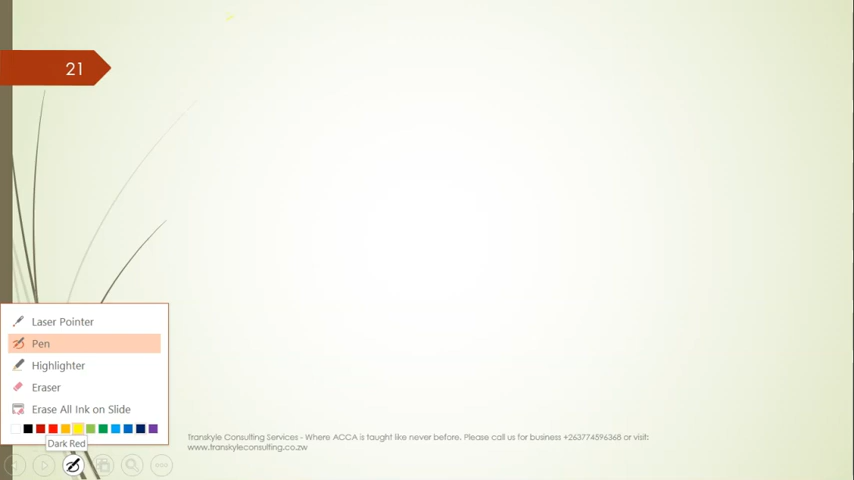 21
Laser Pointer
Pen
Highlighter
Eraser
Erase All Ink on Slide
Dark Red
Transkyle Consulting Services - Where ACCA is taught like never before. Please call us for business +263774596368 or visit:
www.transkyleconsulting.co.zw